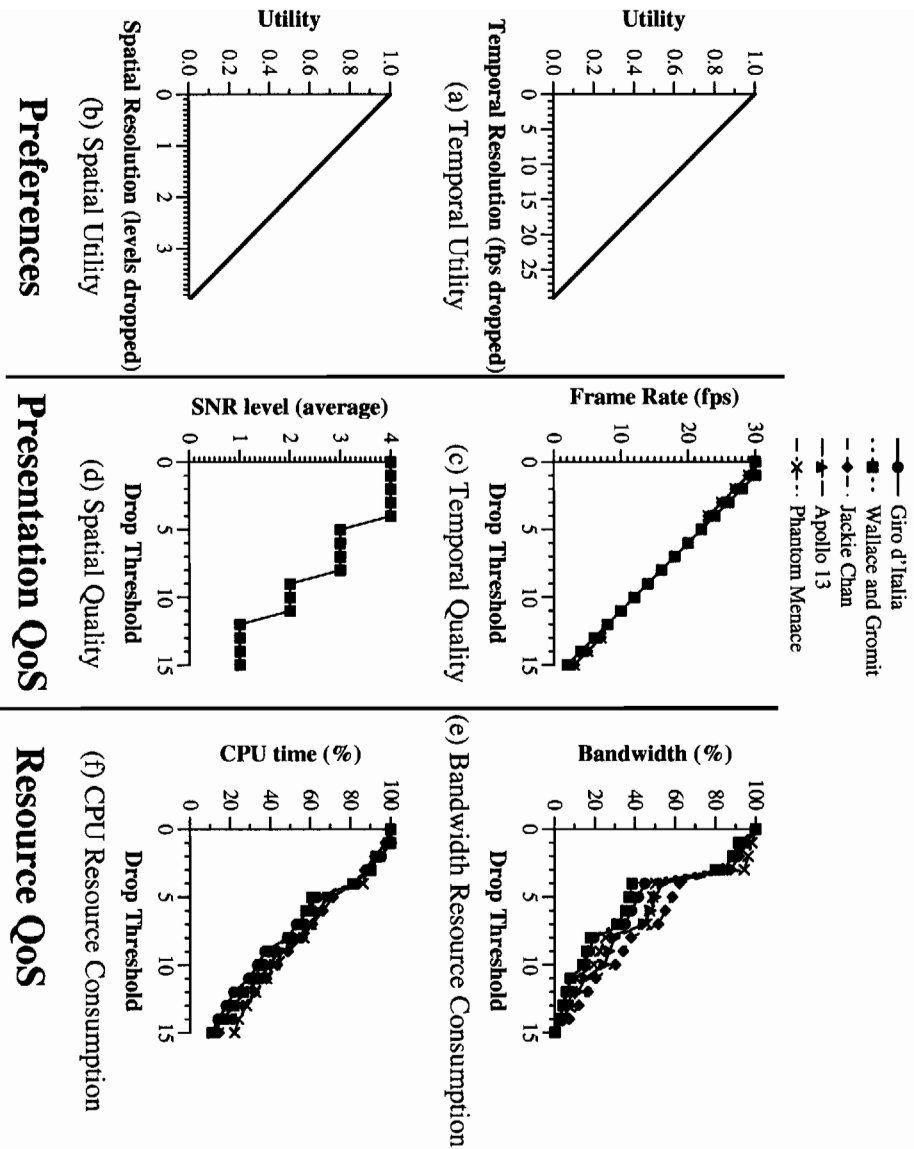 Giro d'Italia
Wallace and Gromit
Jackie Chan
Apollo 13
Phantom Menace
Utility
0.0 0.2 0.4 0.6 0.8 1.0
0 5 10 15 20 25
Temporal Resolution (fps dropped)
(a) Temporal Utility
Frame Rate (fps)
0 10 20 30
0 5 10 15
Drop Threshold
(c) Temporal Quality
Bandwidth (%)
0 20 40 60 80 100
0 5 10 15
Drop Threshold
(e) Bandwidth Resource Consumption
Utility
0.0 0.2 0.4 0.6 0.8 1.0
0 1 2 3
Spatial Resolution (levels dropped)
(b) Spatial Utility
SNR level (average)
0 1 2 3 4
0 5 10 15
Drop Threshold
(d) Spatial Quality
CPU time (%)
0 20 40 60 80 100
0 5 10 15
Drop Threshold
(f) CPU Resource Consumption
Preferences
Presentation QoS
Resource QoS